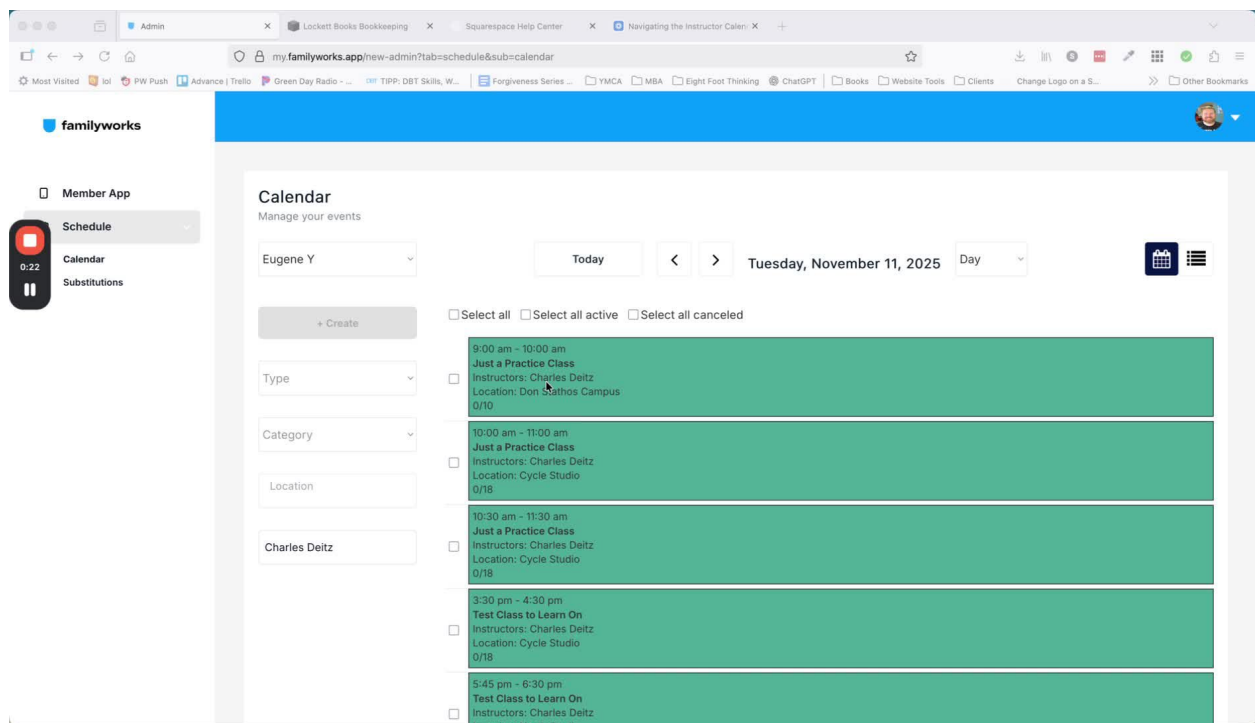 Admin
Lockett Books Bookkeeping
Squarespace Help Center
Navigating the Instructor Calen
my.familyworks.app/new-admin?tab=schedule&sub=calendar
Most Visited
lol
PW Push
Advance | Trello
Green Day Radio - ...
TIPP: DBT Skills, W...
Forgiveness Series ...
YMCA
MBA
Eight Foot Thinking
ChatGPT
Books
Website Tools
Clients
Change Logo on a S...
Other Bookmarks
familyworks
Member App
Schedule
Calendar
Substitutions
0:22
Calendar
Manage your events
Eugene Y
Today
Tuesday, November 11, 2025
Day
+ Create
Type
Category
Location
Charles Deitz
Select all
Select all active
Select all canceled
9:00 am - 10:00 am
Just a Practice Class
Instructors: Charles Deitz
Location: Don Stathos Campus
0/10
10:00 am - 11:00 am
Just a Practice Class
Instructors: Charles Deitz
Location: Cycle Studio
0/18
10:30 am - 11:30 am
Just a Practice Class
Instructors: Charles Deitz
Location: Cycle Studio
0/18
3:30 pm - 4:30 pm
Test Class to Learn On
Instructors: Charles Deitz
Location: Cycle Studio
0/18
5:45 pm - 6:30 pm
Test Class to Learn On
Instructors: Charles Deitz